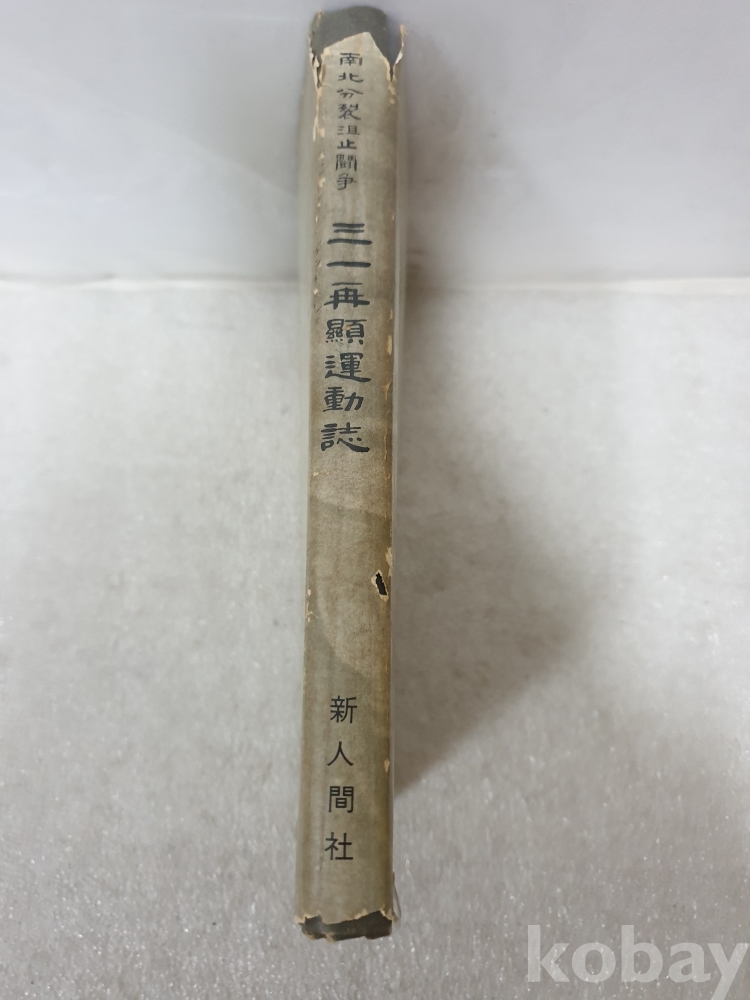 南北分裂沮止鬪爭
三一再顯運動誌
新人間社
kobay